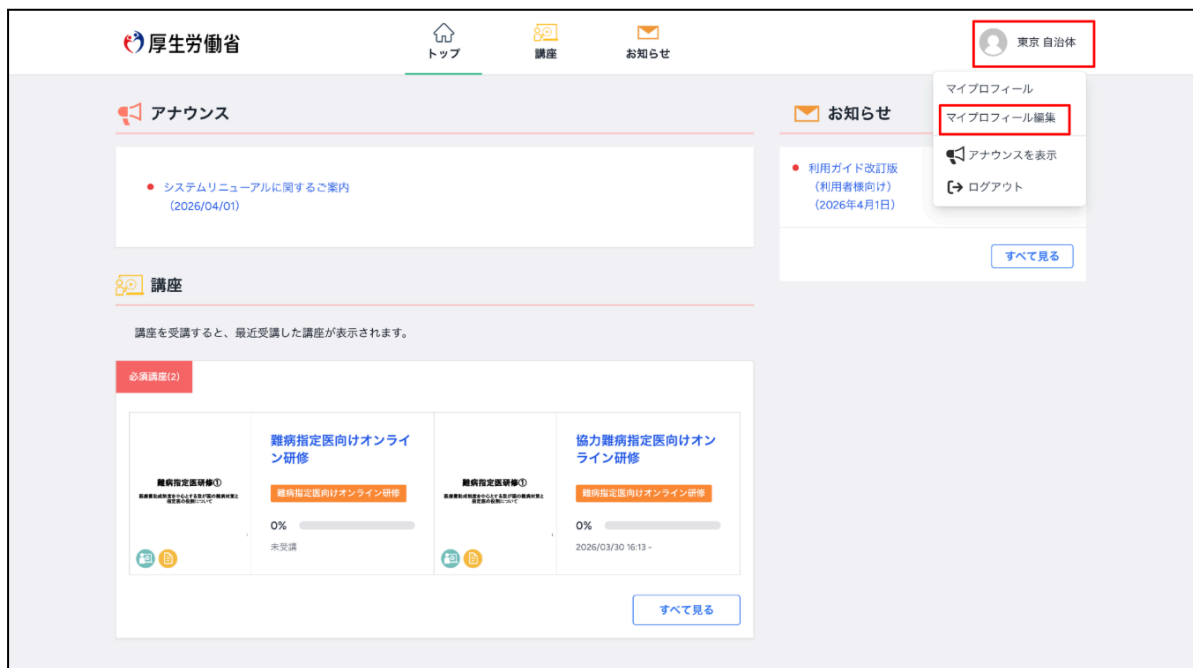 厚生労働省
トップ
講座
お知らせ
東京 自治体
マイプロフィール
マイプロフィール編集
アナウンスを表示
ログアウト
アナウンス
システムリニューアルに関するご案内
（2026/04/01）
お知らせ
利用ガイド改訂版
（利用者様向け）
（2026年4月1日）
すべて見る
講座
講座を受講すると、最近受講した講座が表示されます。
必須講座(2)
難病指定医研修①
難病指定医向けオンライ
ン研修
難病指定医向けオンライン研修
0%
未受講
難病指定医研修①
協力難病指定医向けオン
ライン研修
難病指定医向けオンライン研修
0%
2026/03/30 16:13 -
すべて見る